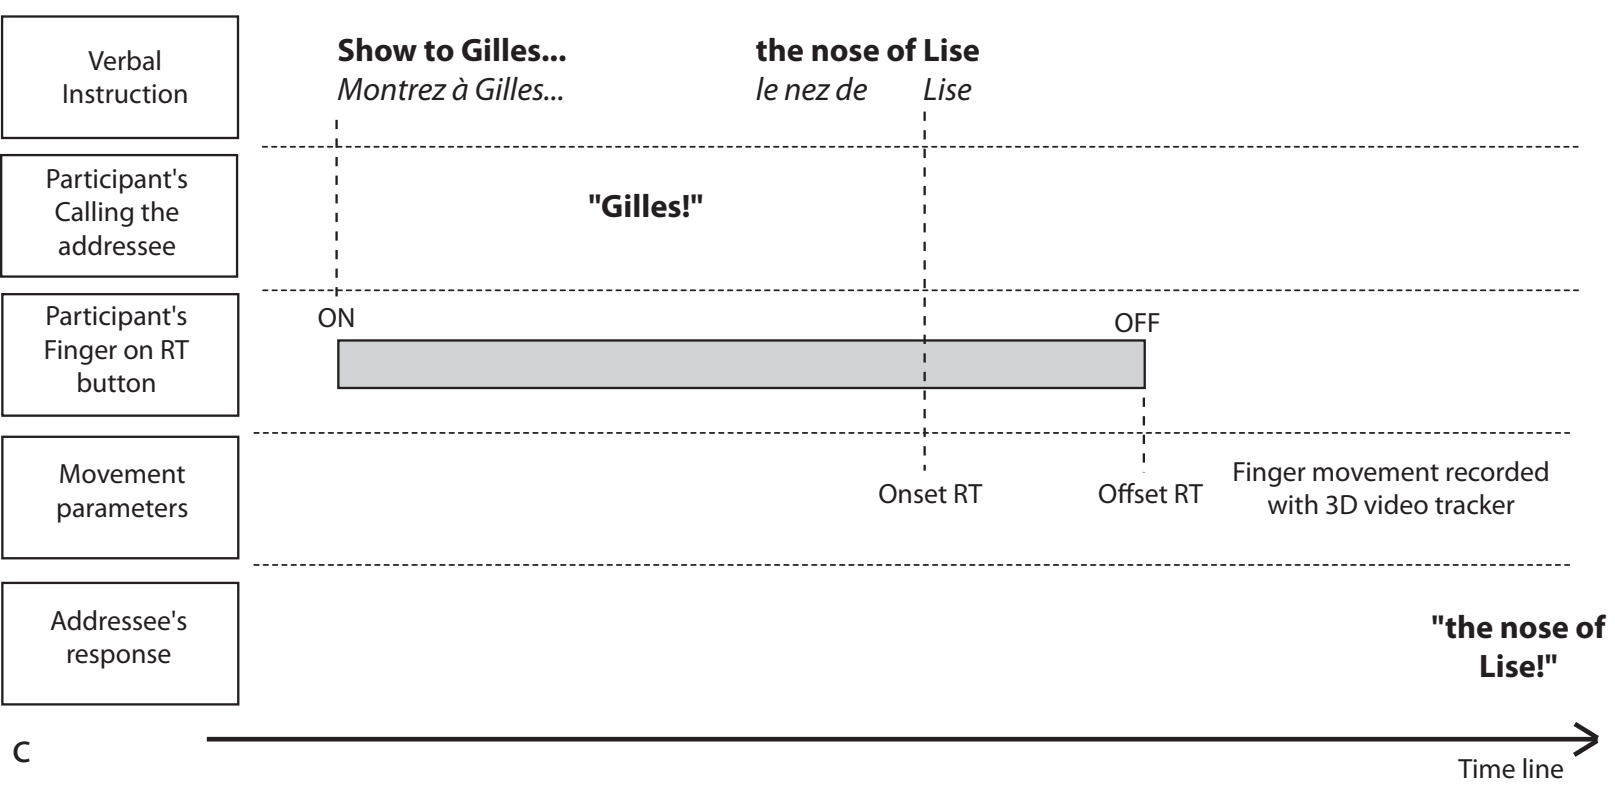 Verbal
Instruction
Show to Gilles...
Montrez à Gilles...
the nose of Lise
le nez de Lise
Participant's
Calling the
addressee
"Gilles!"
Participant's
Finger on RT
button
ON
OFF
Movement
parameters
Onset RT
Offset RT
Finger movement recorded
with 3D video tracker
Addressee's
response
"the nose of
Lise!"
C
Time line